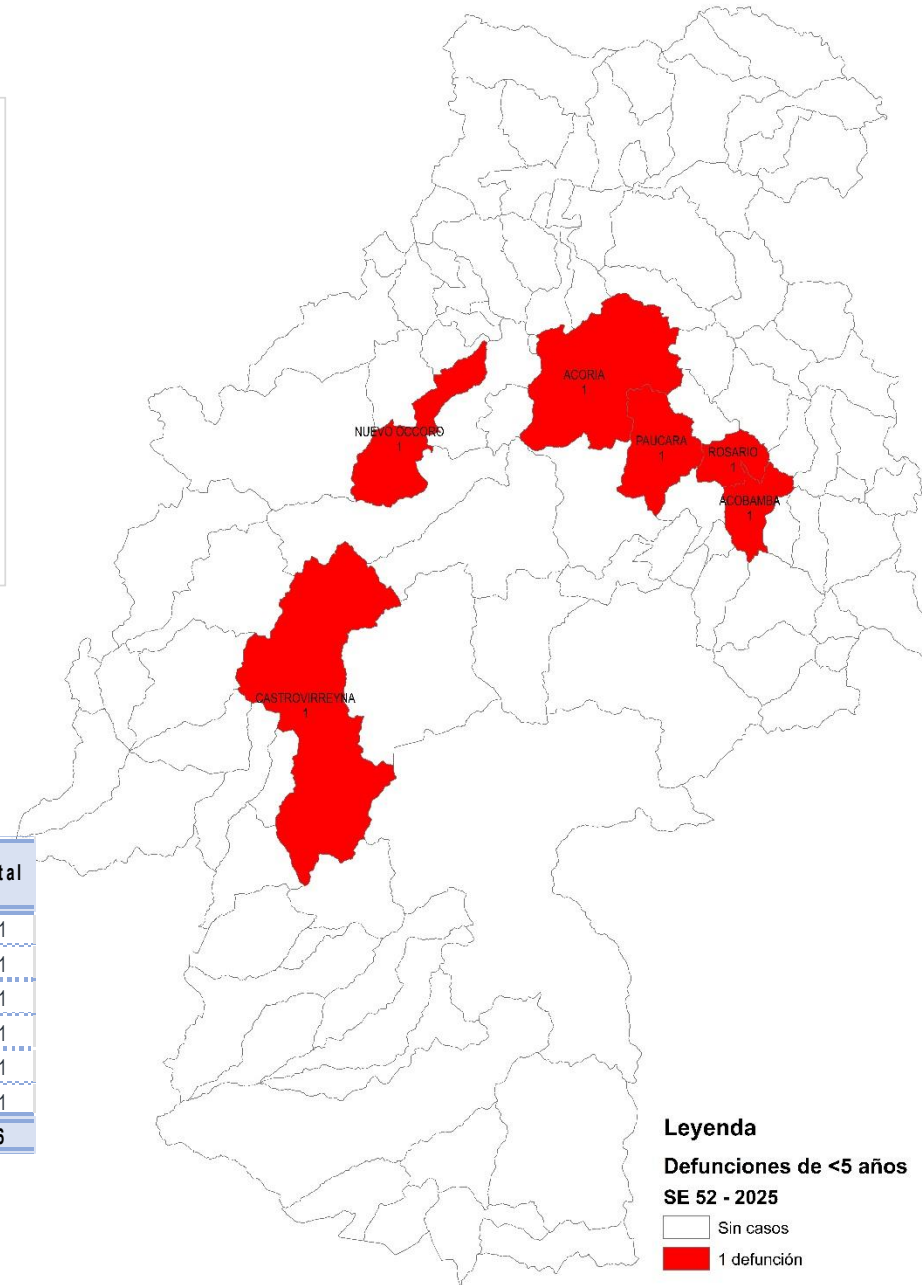 ACORIA
1
NUEVO OCCORO
1
PAUCARA
1
ROSARIO
1
ACOBAMBA
1
CASTROVIRREYNA
1
tal
1
1
1
1
1
1
6
Leyenda
Defunciones de <5 años
SE 52 - 2025
Sin casos
1 defunción